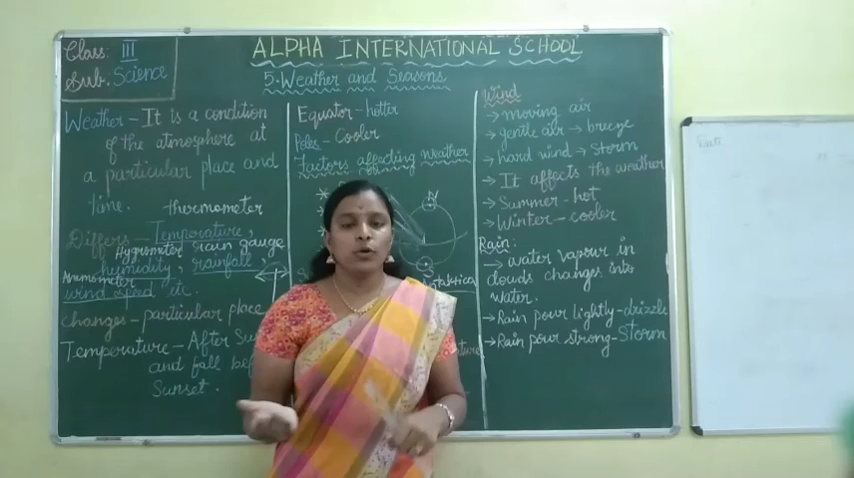 Class: III
Sub. Science
ALPHA INTERNATIONAL SCHOOL
5. Weather and Seasons
Weather - It is a condition
of the atmosphere at
a particular place and
time. thermometer
Differs - Temperature,
Hygrometer rain gauge
humidity, rainfall,
Anemometer
wind speed etc.
changes - particular place
Temperature - After Su
and fall bef
Sunset.
Equator - hotter
Poles - Cooler
Factors affecting weather
N
S
Wind
→ moving air
→ gentle air → breeze
→ hard wind → Storm
→ It affects the weather
→ Summer - hot
→ Winter - cooler
Rain:
→ water vapour in
clouds changes into
water.
→ Rain pour lightly - drizzle
→ Rain pour strong - Storm
Date